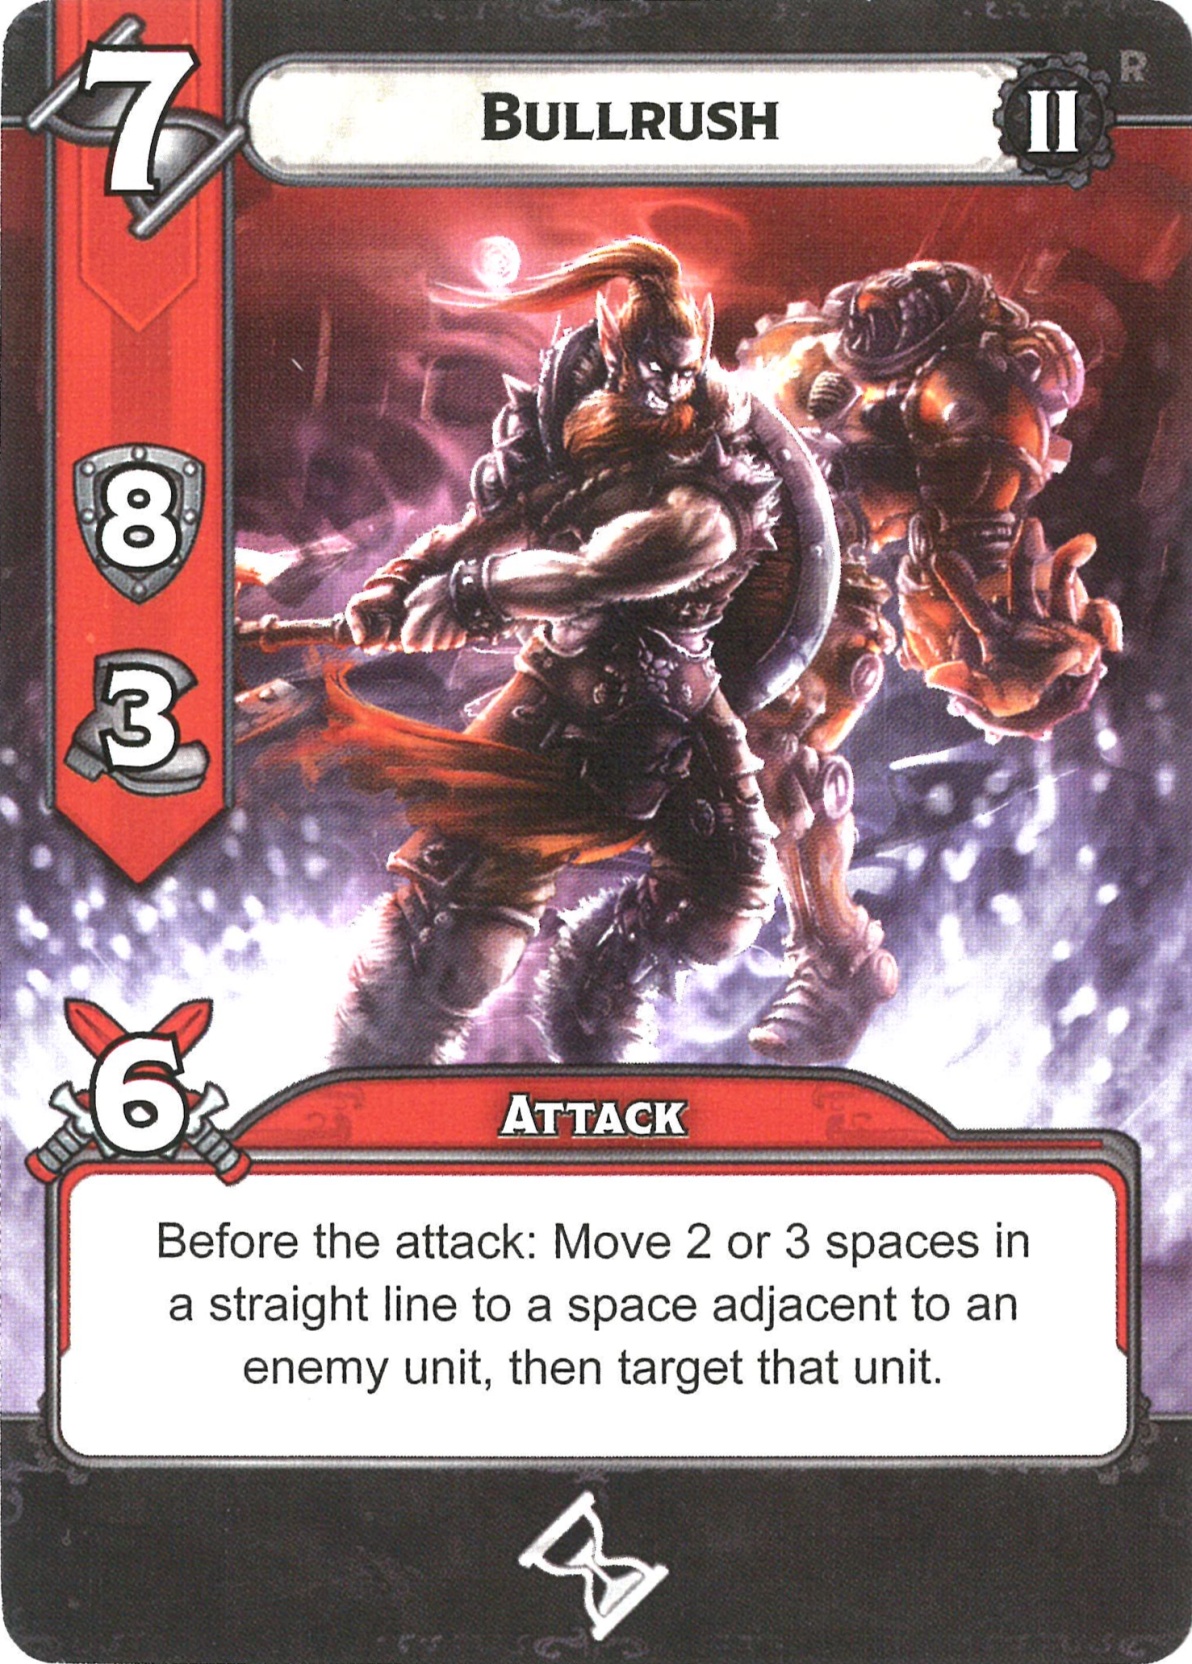 7
BULLRUSH
II
R
8
3
6
ATTACK
Before the attack: Move 2 or 3 spaces in
a straight line to a space adjacent to an
enemy unit, then target that unit.